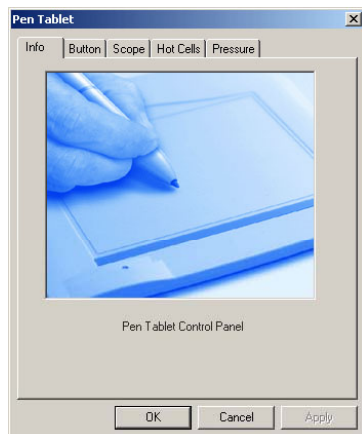 Pen Tablet
Info Button Scope Hot Cells Pressure
Pen Tablet Control Panel
OK Cancel Apply